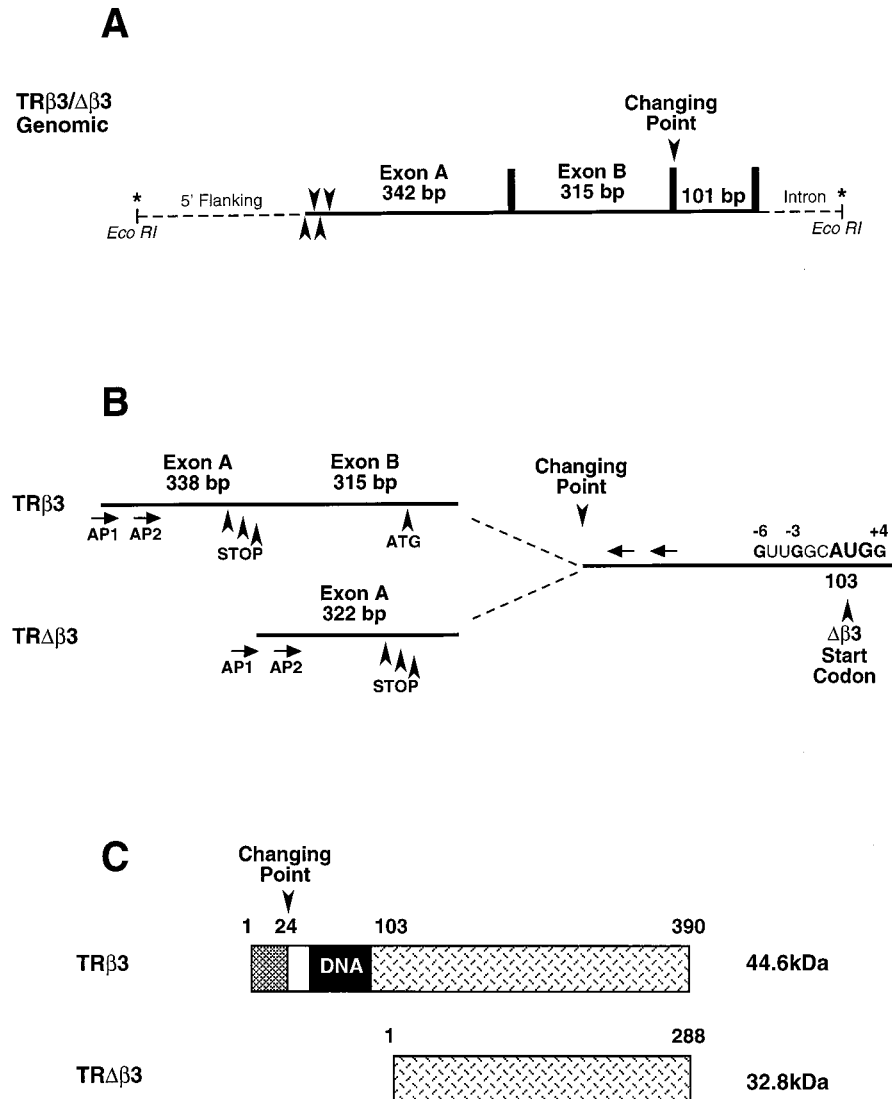 A
TRβ3/Δβ3
Genomic
Changing
Point
Exon A
342 bp
Exon B
315 bp
101 bp
* 5' Flanking
Intron *
Eco RI
Eco RI
B
Exon A
338 bp
Exon B
315 bp
Changing
Point
TRβ3
AP1 AP2
STOP
ATG
-6 -3 +4
GUUGGCAUGG
103
Δβ3
Start
Codon
Exon A
322 bp
TRΔβ3
AP1 AP2
STOP
C
Changing
Point
1 24 103 390
TRβ3 DNA 44.6kDa
1 288
TRΔβ3 32.8kDa